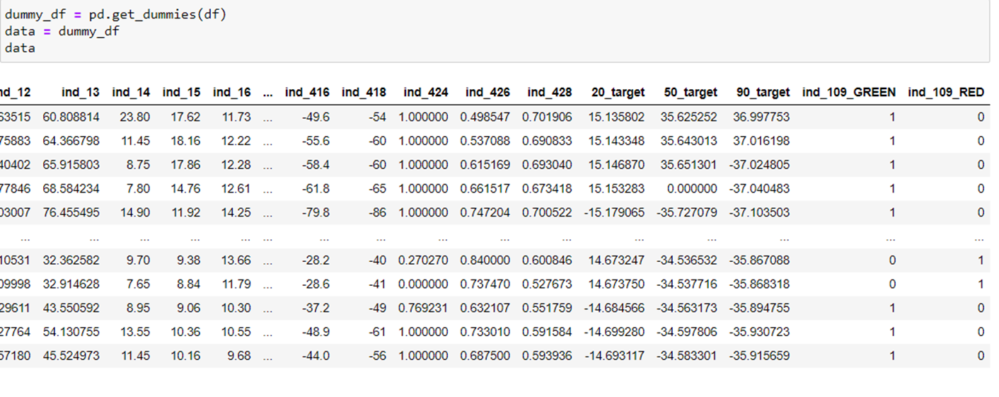 dummy_df = pd.get_dummies(df)
data = dummy_df
data
nd_12 ind_13 ind_14 ind_15 ind_16 ... ind_416 ind_418 ind_424 ind_426 ind_428 20_target 50_target 90_target ind_109_GREEN ind_109_RED
63515 60.808814 23.80 17.62 11.73 ... -49.6 -54 1.000000 0.498547 0.701906 15.135802 35.625252 36.997753 1 0
75883 64.366798 11.45 18.16 12.22 ... -55.6 -60 1.000000 0.537088 0.690833 15.143348 35.643013 37.016198 1 0
40402 65.915803 8.75 17.86 12.28 ... -58.4 -60 1.000000 0.615169 0.693040 15.146870 35.651301 -37.024805 1 0
77846 68.584234 7.80 14.76 12.61 ... -61.8 -65 1.000000 0.661517 0.673418 15.153283 0.000000 -37.040483 1 0
03007 76.455495 14.90 11.92 14.25 ... -79.8 -86 1.000000 0.747204 0.700522 -15.179065 -35.727079 -37.103503 1 0
... ... ... ... ... ... ... ... ... ... ... ... ... ... ...
10531 32.362582 9.70 9.38 13.66 ... -28.2 -40 0.270270 0.840000 0.600846 14.673247 -34.536532 -35.867088 0 1
09998 32.914628 7.65 8.84 11.79 ... -28.6 -41 0.000000 0.737470 0.527673 14.673750 -34.537716 -35.868318 0 1
29611 43.550592 8.95 9.06 10.30 ... -37.2 -49 0.769231 0.632107 0.551759 -14.684566 -34.563173 -35.894755 1 0
27764 54.130755 13.55 10.36 10.55 ... -48.9 -61 1.000000 0.733010 0.591584 -14.699280 -34.597806 -35.930723 1 0
57180 45.524973 11.45 10.16 9.68 ... -44.0 -56 1.000000 0.687500 0.593936 -14.693117 -34.583301 -35.915659 1 0